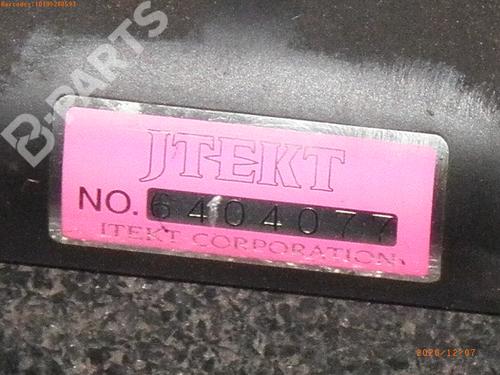 B-PARTS
JTEKT
NO. 6404077
JTEKT CORPORATION
2020/12/07